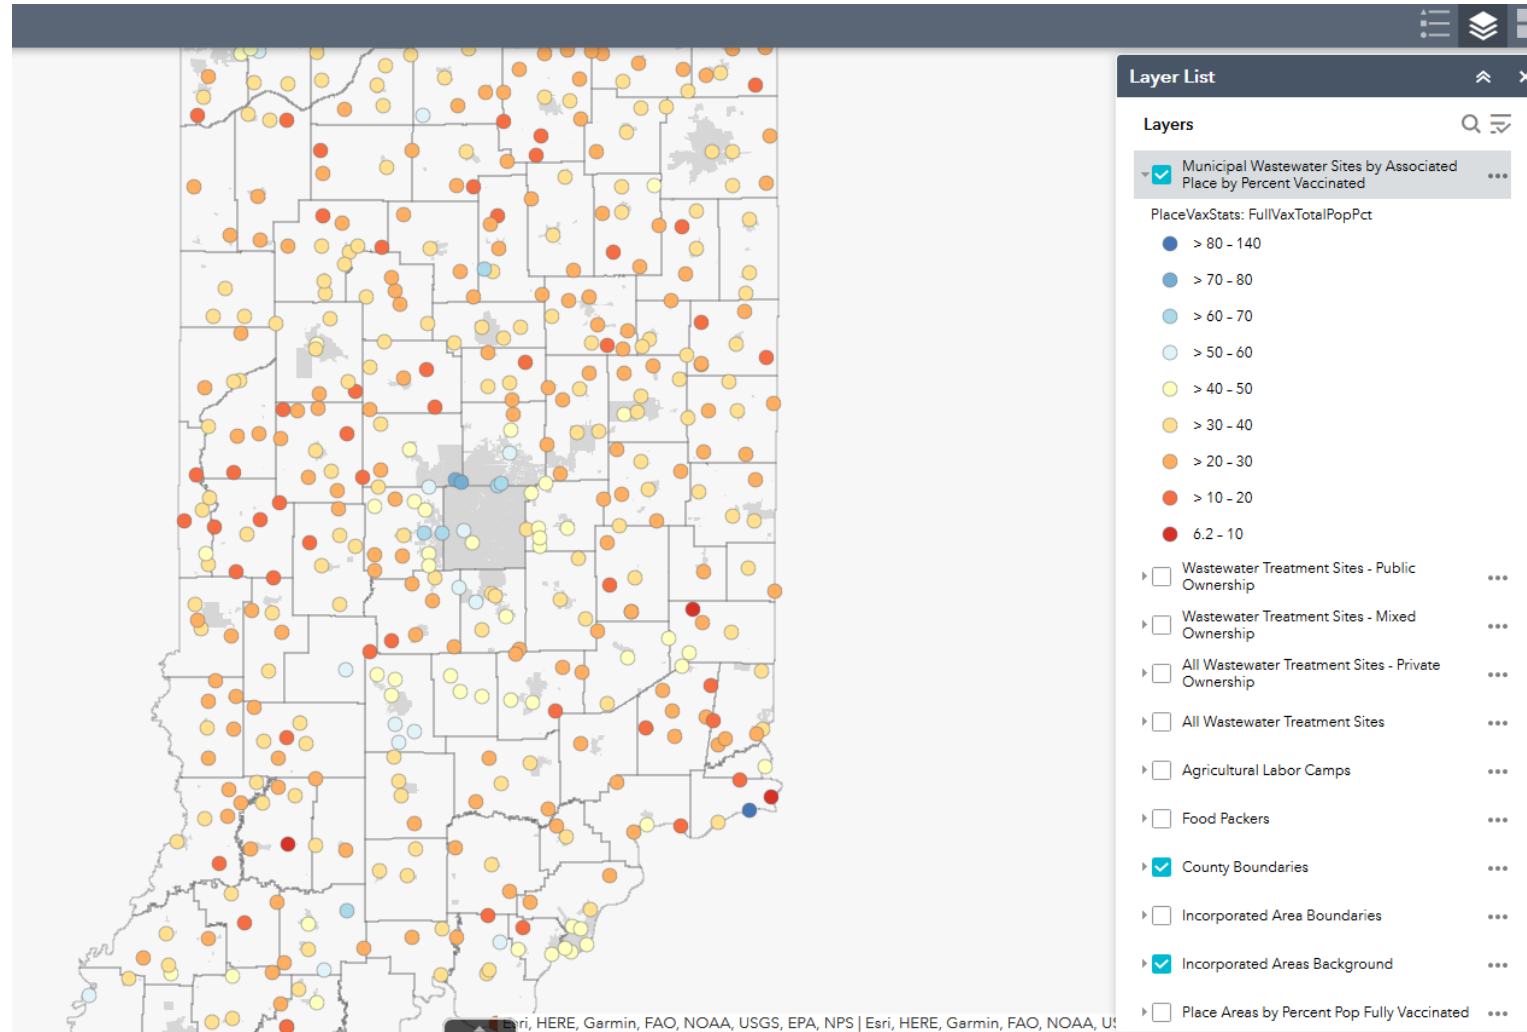 Layer List
Layers
Municipal Wastewater Sites by Associated
Place by Percent Vaccinated
PlaceVaxStats: FullVaxTotalPopPct
> 80 - 140
> 70 - 80
> 60 - 70
> 50 - 60
> 40 - 50
> 30 - 40
> 20 - 30
> 10 - 20
6.2 - 10
Wastewater Treatment Sites - Public
Ownership
Wastewater Treatment Sites - Mixed
Ownership
All Wastewater Treatment Sites - Private
Ownership
All Wastewater Treatment Sites
Agricultural Labor Camps
Food Packers
County Boundaries
Incorporated Area Boundaries
Incorporated Areas Background
Place Areas by Percent Pop Fully Vaccinated
Esri, HERE, Garmin, FAO, NOAA, USGS, EPA, NPS | Esri, HERE, Garmin, FAO, NOAA, US